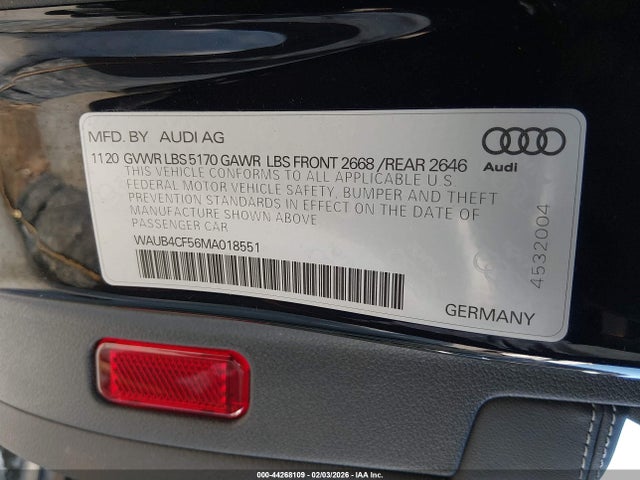 MFD. BY AUDI AG
11 20 GVWR LBS 5170 GAWR LBS FRONT 2668 /REAR 2646
THIS VEHICLE CONFORMS TO ALL APPLICABLE U.S.
FEDERAL MOTOR VEHICLE SAFETY, BUMPER AND THEFT
PREVENTION STANDARDS IN EFFECT ON THE DATE OF
MANUFACTURE SHOWN ABOVE
PASSENGER CAR
WAUB4CF56MA018551
Audi
4532004
GERMANY
000-44268109 - 02/03/2026 - IAA Inc.